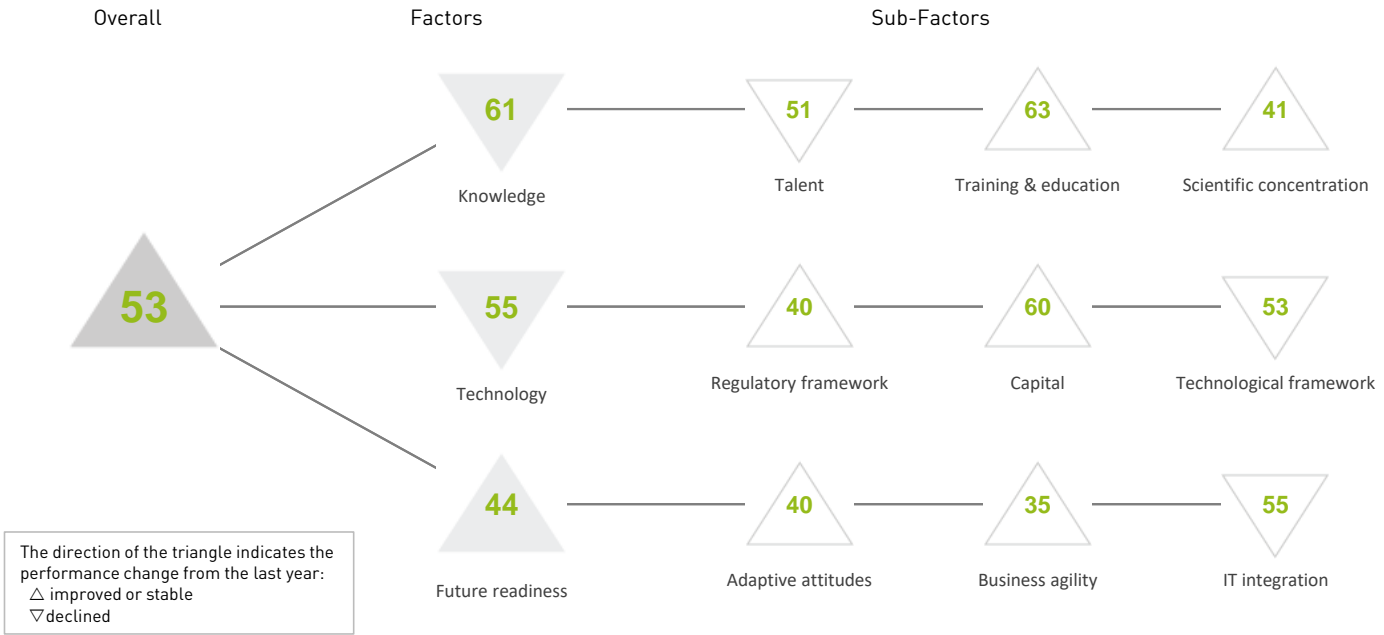 Overall Factors Sub-Factors
61 51 63 41
Knowledge Talent Training & education Scientific concentration
53 55 40 60 53
Technology Regulatory framework Capital Technological framework
44 40 35 55
Future readiness Adaptive attitudes Business agility IT integration
The direction of the triangle indicates the
performance change from the last year:
△ improved or stable
▽ declined